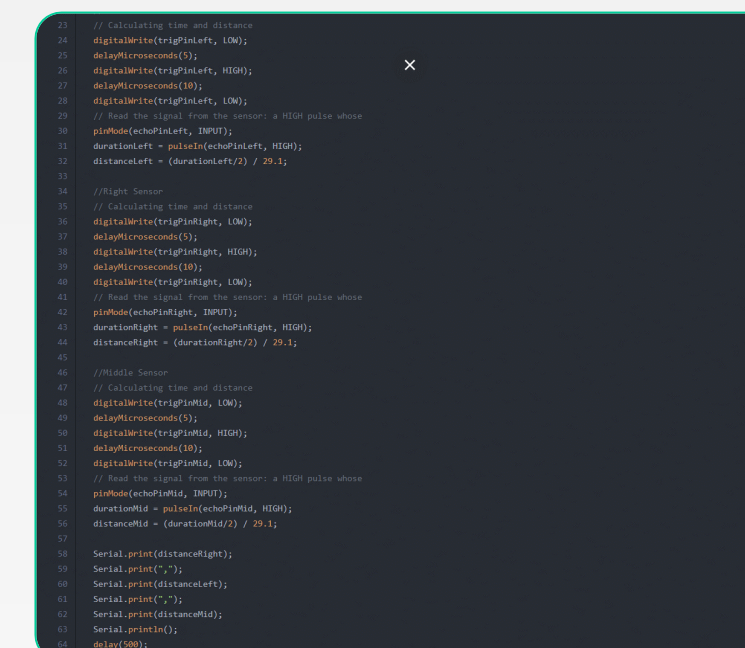 23 // Calculating time and distance
24 digitalWrite(trigPinLeft, LOW);
25 delayMicroseconds(5);
26 digitalWrite(trigPinLeft, HIGH);
27 delayMicroseconds(10);
28 digitalWrite(trigPinLeft, LOW);
29 // Read the signal from the sensor: a HIGH pulse whose
30 pinMode(echoPinLeft, INPUT);
31 durationLeft = pulseIn(echoPinLeft, HIGH);
32 distanceLeft = (durationLeft/2) / 29.1;
33
34 //Right Sensor
35 // Calculating time and distance
36 digitalWrite(trigPinRight, LOW);
37 delayMicroseconds(5);
38 digitalWrite(trigPinRight, HIGH);
39 delayMicroseconds(10);
40 digitalWrite(trigPinRight, LOW);
41 // Read the signal from the sensor: a HIGH pulse whose
42 pinMode(echoPinRight, INPUT);
43 durationRight = pulseIn(echoPinRight, HIGH);
44 distanceRight = (durationRight/2) / 29.1;
45
46 //Middle Sensor
47 // Calculating time and distance
48 digitalWrite(trigPinMid, LOW);
49 delayMicroseconds(5);
50 digitalWrite(trigPinMid, HIGH);
51 delayMicroseconds(10);
52 digitalWrite(trigPinMid, LOW);
53 // Read the signal from the sensor: a HIGH pulse whose
54 pinMode(echoPinMid, INPUT);
55 durationMid = pulseIn(echoPinMid, HIGH);
56 distanceMid = (durationMid/2) / 29.1;
57
58 Serial.print(distanceRight);
59 Serial.print(",");
60 Serial.print(distanceLeft);
61 Serial.print(",");
62 Serial.print(distanceMid);
63 Serial.println();
64 delay(500);